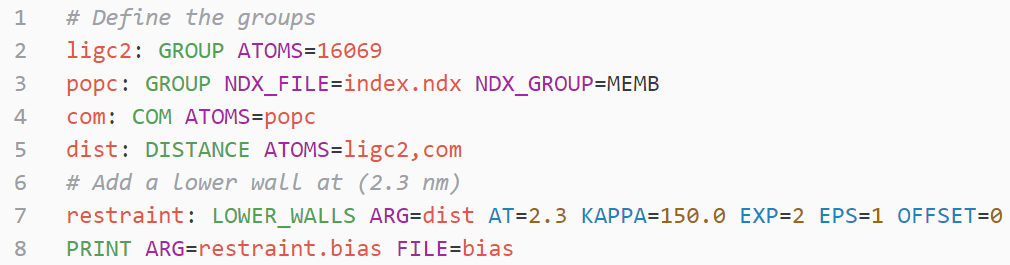 1 # Define the groups
2 ligc2: GROUP ATOMS=16069
3 popc: GROUP NDX_FILE=index.ndx NDX_GROUP=MEMB
4 com: COM ATOMS=popc
5 dist: DISTANCE ATOMS=ligc2,com
6 # Add a lower wall at (2.3 nm)
7 restraint: LOWER_WALLS ARG=dist AT=2.3 KAPPA=150.0 EXP=2 EPS=1 OFFSET=0
8 PRINT ARG=restraint.bias FILE=bias